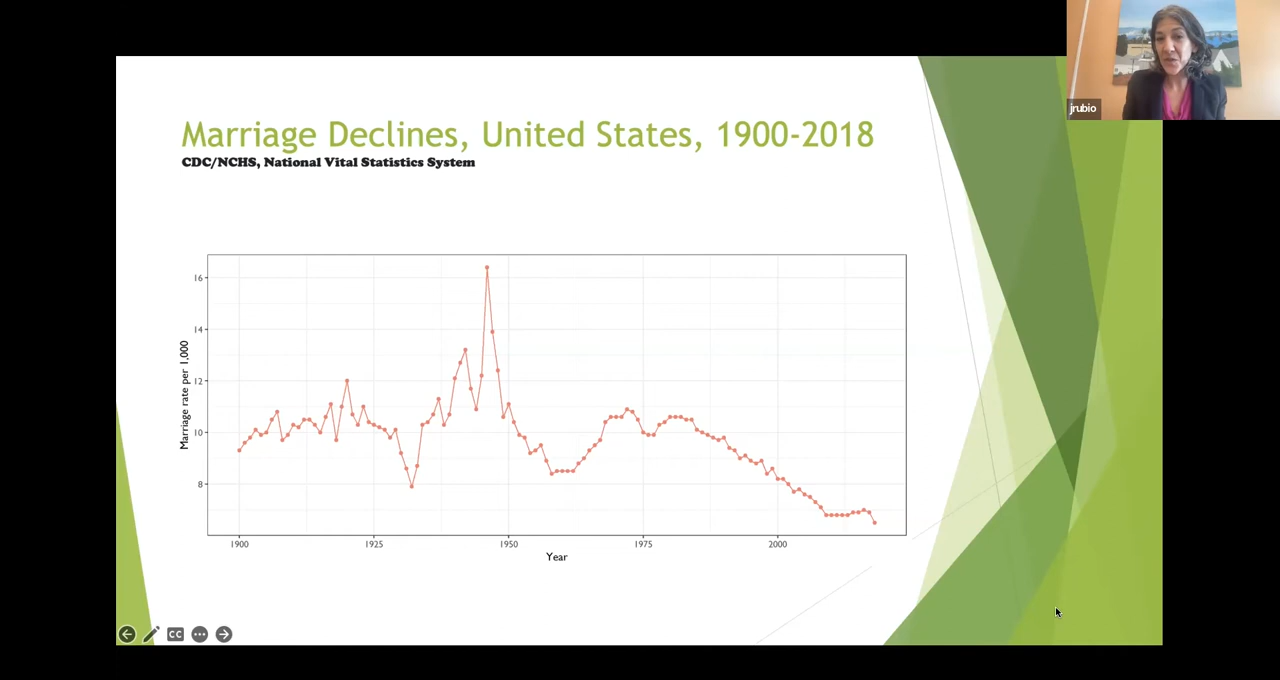 jrubio
Marriage Declines, United States, 1900-2018
CDC/NCHS, National Vital Statistics System
Marriage rate per 1,000
16
14
12
10
8
1900 1925 1950 1975 2000
Year
CC